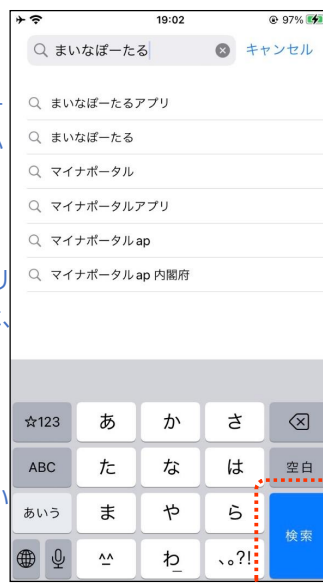 19:02
97%
まいなぽーたる
キャンセル
まいなぽーたるアプリ
まいなぽーたる
マイナポータル
マイナポータルアプリ
マイナポータル ap
マイナポータル ap 内閣府
☆123 あ か さ
ABC た な は 空白
あいう ま や ら 検索
^^ わ_ 、。?!